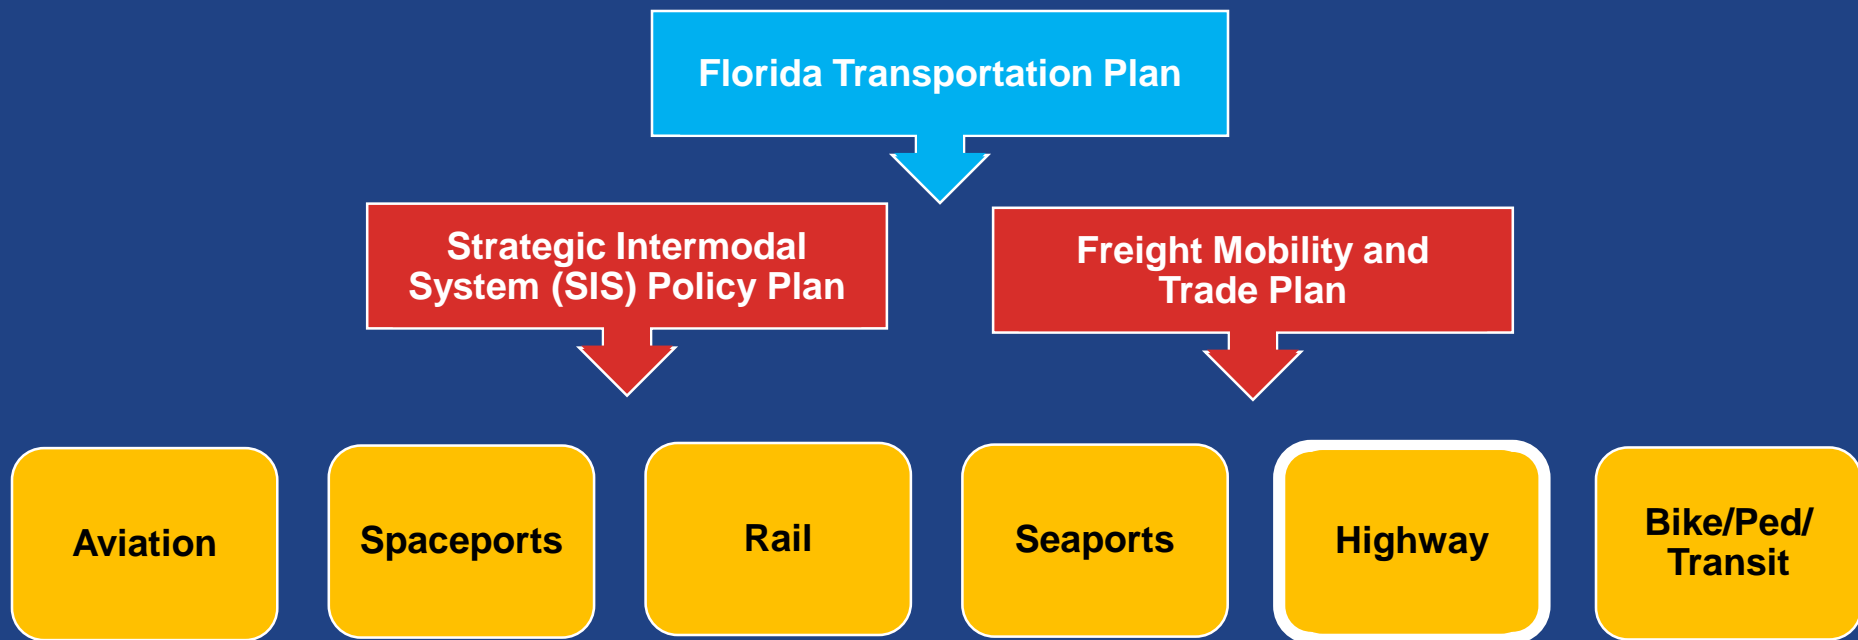 Florida Transportation Plan
Strategic Intermodal
System (SIS) Policy Plan
Freight Mobility and
Trade Plan
Aviation
Spaceports
Rail
Seaports
Highway
Bike/Ped/
Transit